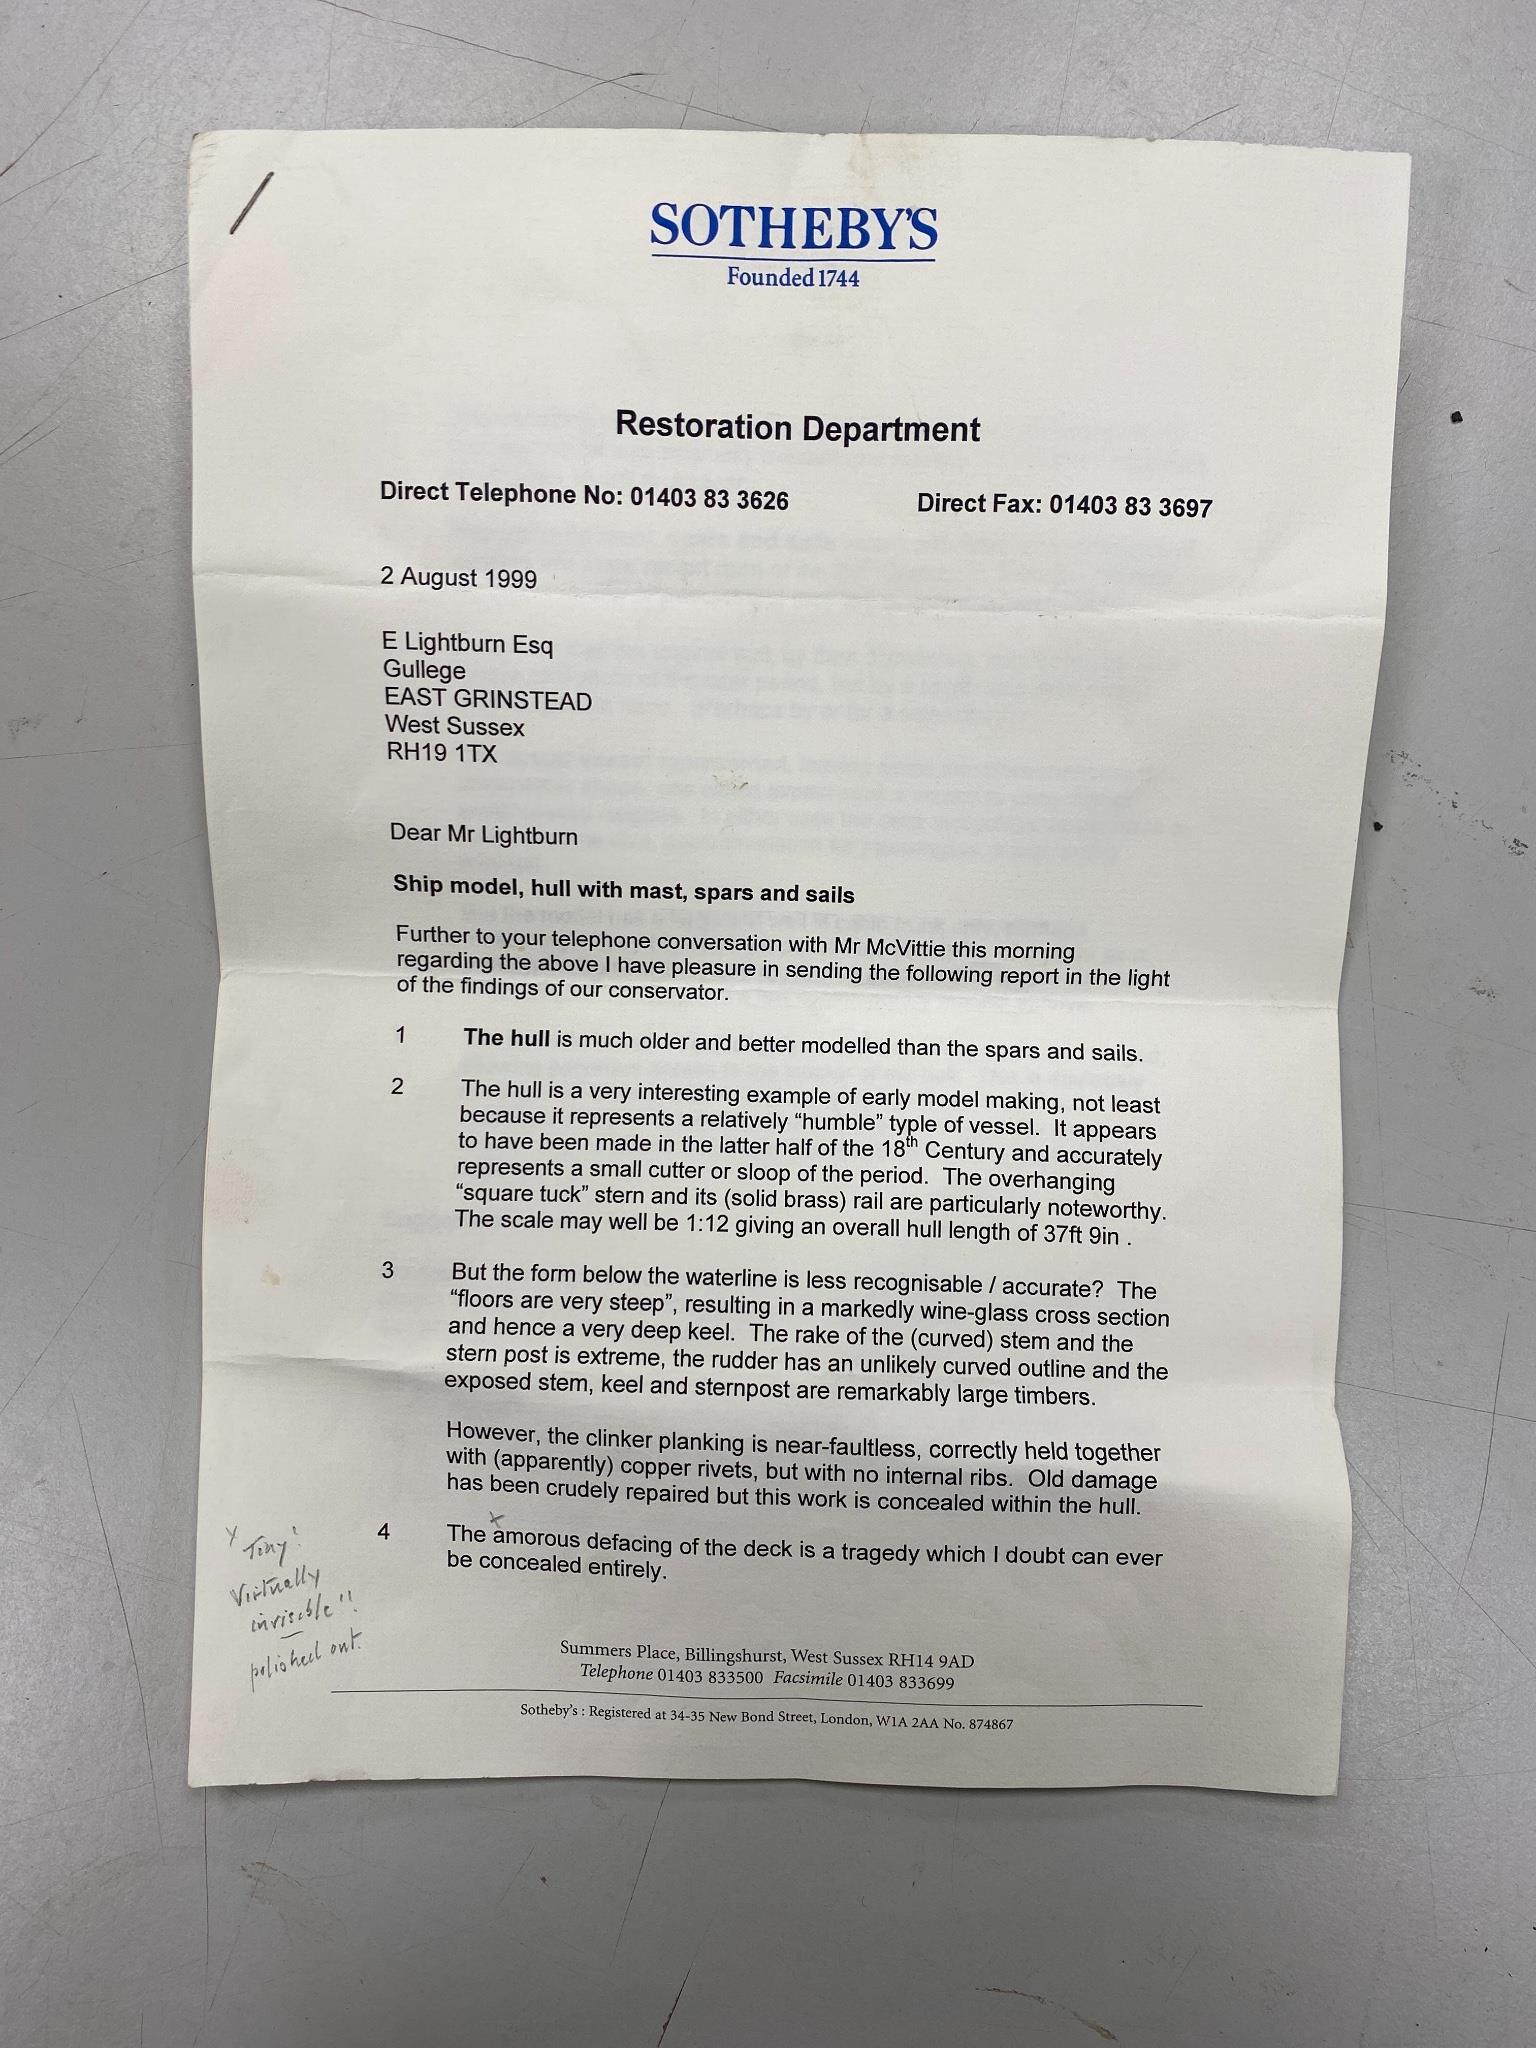 SOTHEBY'S
Founded 1744
Restoration Department
Direct Telephone No: 01403 83 3626 Direct Fax: 01403 83 3697
2 August 1999
E Lightburn Esq
Gullege
EAST GRINSTEAD
West Sussex
RH19 1TX
Dear Mr Lightburn
Ship model, hull with mast, spars and sails
Further to your telephone conversation with Mr McVittie this morning
regarding the above I have pleasure in sending the following report in the light
of the findings of our conservator.
1 The hull is much older and better modelled than the spars and sails.
2 The hull is a very interesting example of early model making, not least
because it represents a relatively “humble” typle of vessel. It appears
to have been made in the latter half of the 18th Century and accurately
represents a small cutter or sloop of the period. The overhanging
“square tuck” stern and its (solid brass) rail are particularly noteworthy.
The scale may well be 1:12 giving an overall hull length of 37ft 9in .
3 But the form below the waterline is less recognisable / accurate? The
“floors are very steep”, resulting in a markedly wine-glass cross section
and hence a very deep keel. The rake of the (curved) stem and the
stern post is extreme, the rudder has an unlikely curved outline and the
exposed stem, keel and sternpost are remarkably large timbers.
However, the clinker planking is near-faultless, correctly held together
with (apparently) copper rivets, but with no internal ribs. Old damage
has been crudely repaired but this work is concealed within the hull.
x
4 The amorous defacing of the deck is a tragedy which I doubt can ever
be concealed entirely.
x Tiny!
Virtually
invisible"!
polished out.
Summers Place, Billingshurst, West Sussex RH14 9AD
Telephone 01403 833500 Facsimile 01403 833699
Sotheby's : Registered at 34-35 New Bond Street, London, W1A 2AA No. 874867